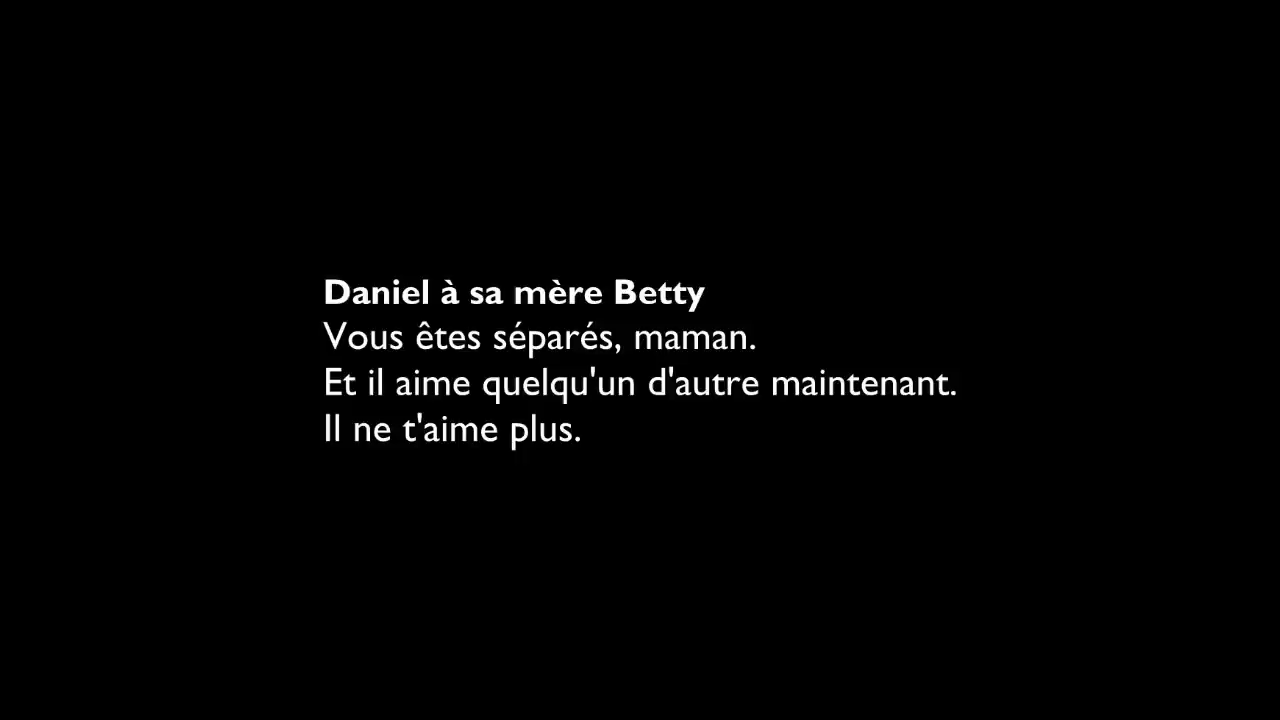 Daniel à sa mère Betty
Vous êtes séparés, maman.
Et il aime quelqu'un d'autre maintenant.
Il ne t'aime plus.